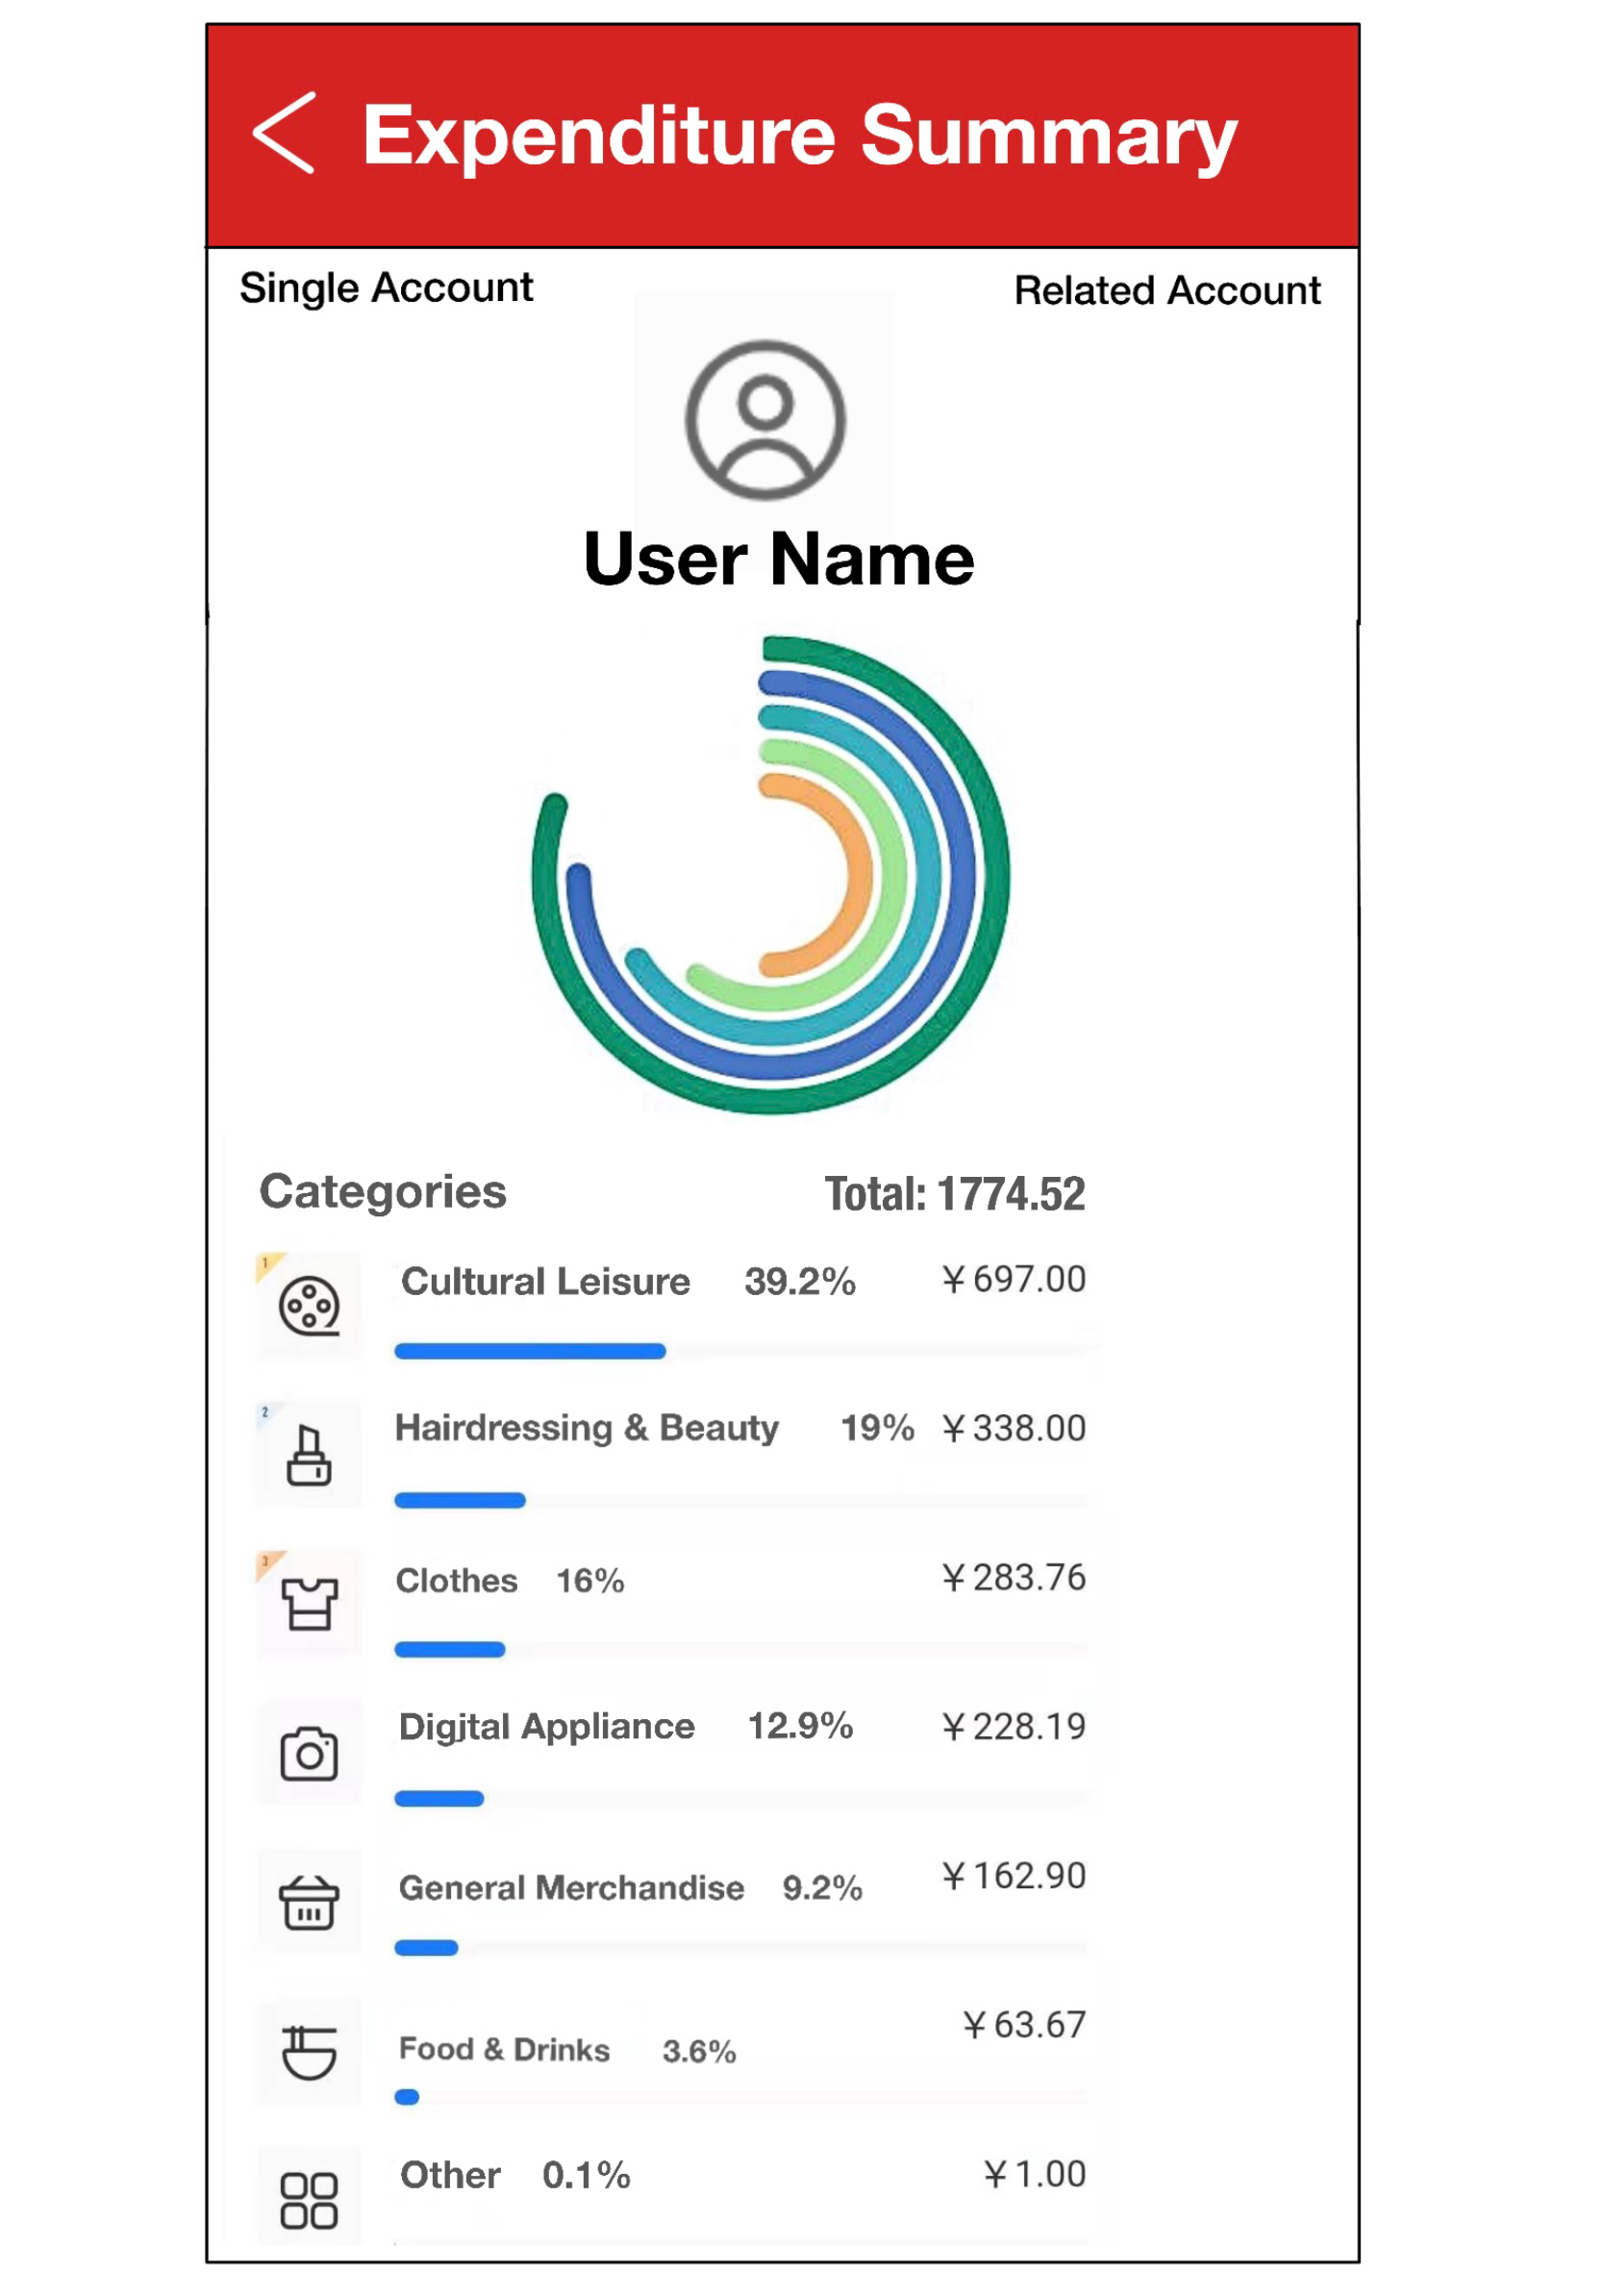 Expenditure Summary
Single Account
Related Account
User Name
Categories
Total: 1774.52
1
Cultural Leisure 39.2% ¥697.00
2
Hairdressing & Beauty 19% ¥338.00
3
Clothes 16% ¥283.76
Digital Appliance 12.9% ¥228.19
General Merchandise 9.2% ¥162.90
Food & Drinks 3.6% ¥63.67
Other 0.1% ¥1.00